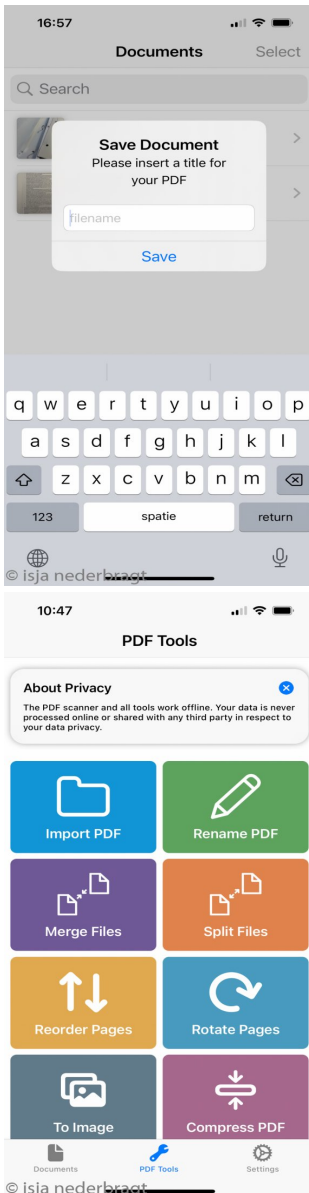 16:57
Documents
Select
Search
Save Document
Please insert a title for
your PDF
filename
Save
q w e r t y u i o p
a s d f g h j k l
z x c v b n m
123 spatie return
© isja nederbragt
10:47
PDF Tools
About Privacy
The PDF scanner and all tools work offline. Your data is never
processed online or shared with any third party in respect to
your data privacy.
Import PDF
Rename PDF
Merge Files
Split Files
Reorder Pages
Rotate Pages
To Image
Compress PDF
Documents
PDF Tools
Settings
© isja nederbragt